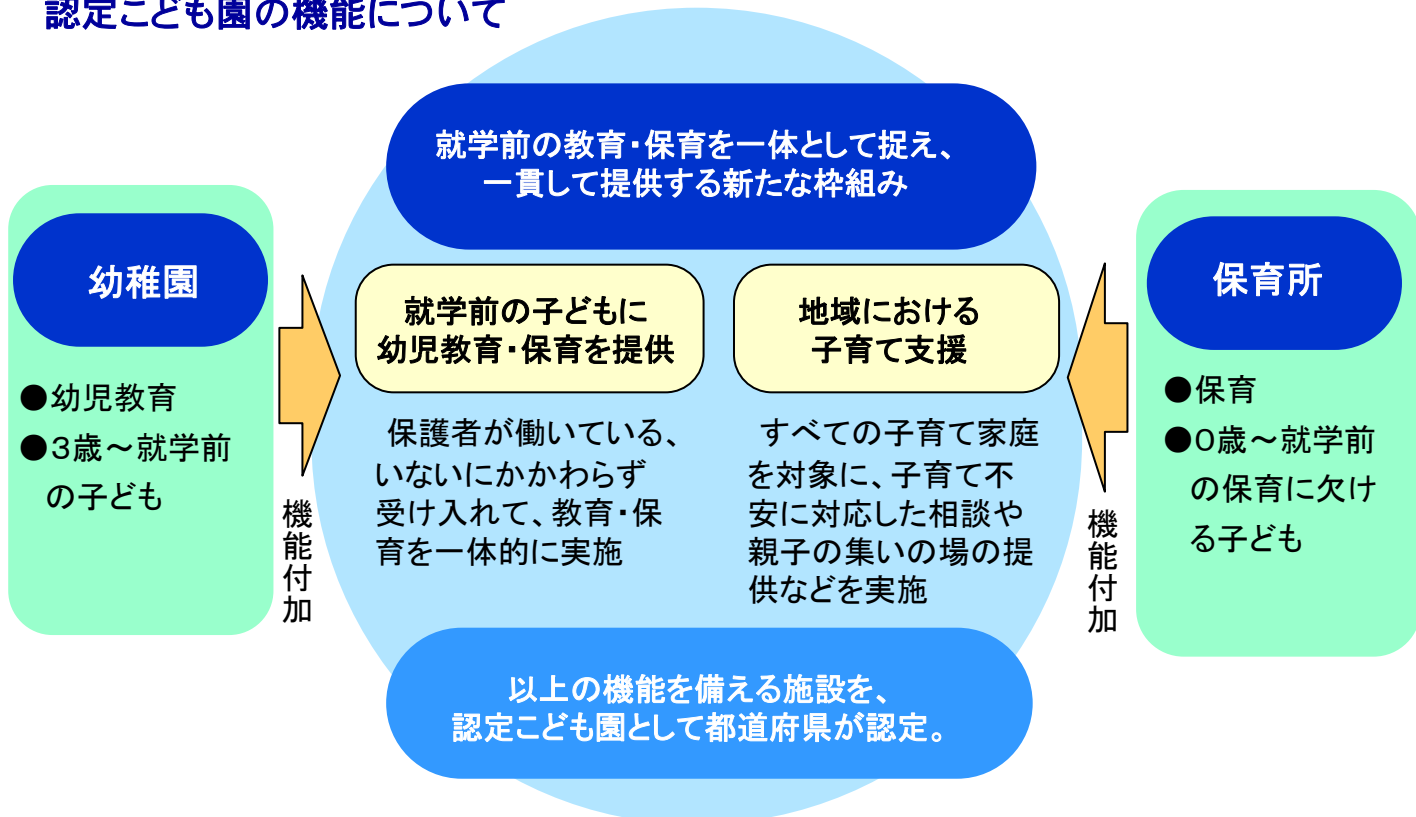 認定こども園の機能について
就学前の教育・保育を一体として捉え、
一貫して提供する新たな枠組み
幼稚園
●幼児教育
●3歳～就学前
の子ども
機能付加
就学前の子どもに
幼児教育・保育を提供
保護者が働いている、
いないにかかわらず
受け入れて、教育・保
育を一体的に実施
地域における
子育て支援
すべての子育て家庭
を対象に、子育て不
安に対応した相談や
親子の集いの場の提
供などを実施
機能付加
保育所
●保育
●0歳～就学前
の保育に欠け
る子ども
以上の機能を備える施設を、
認定こども園として都道府県が認定。